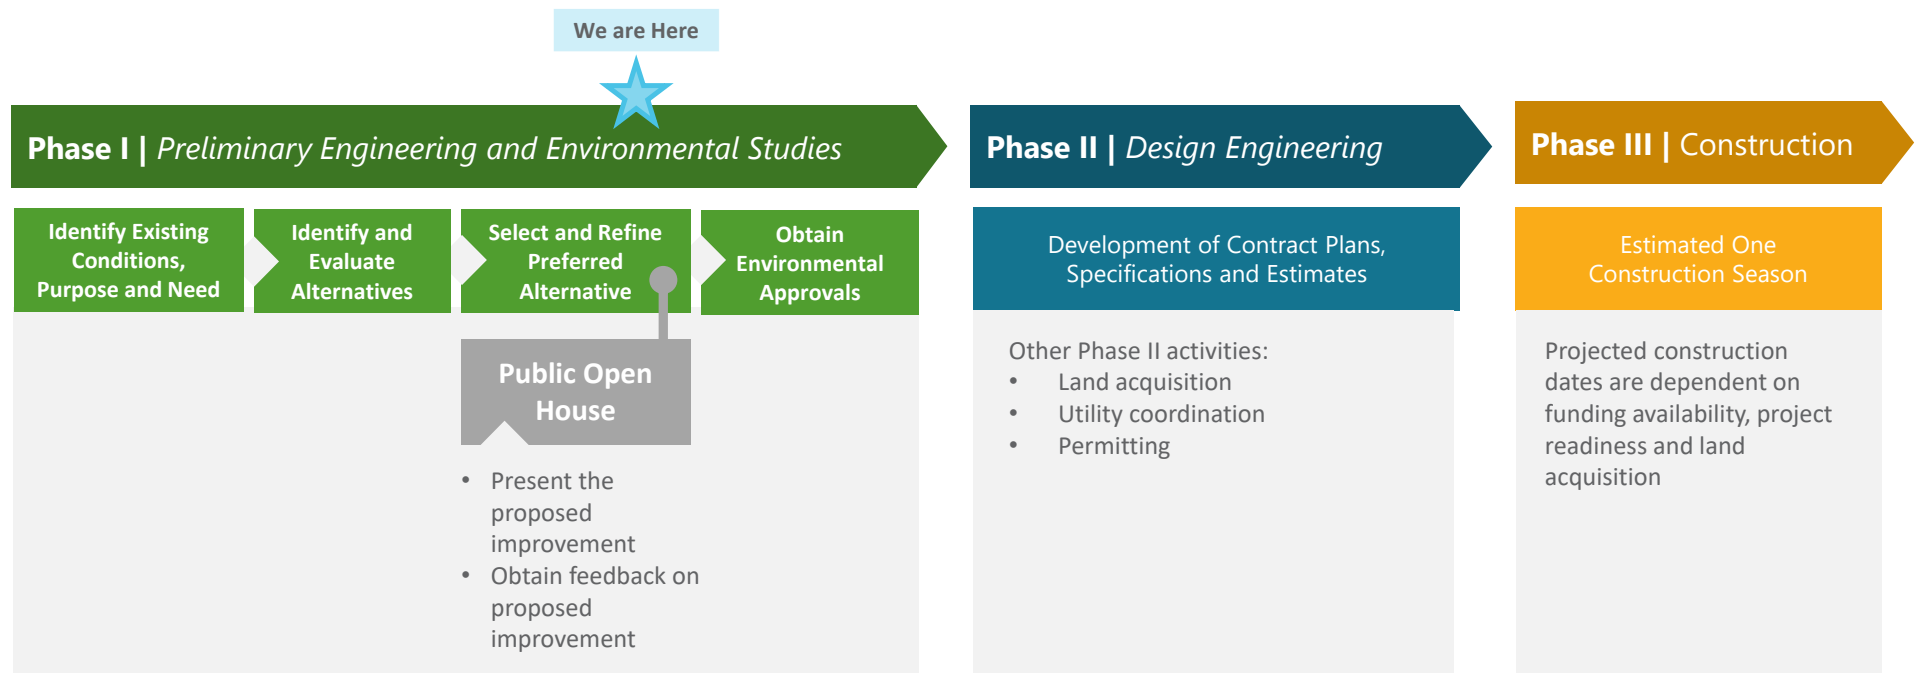 We are Here
Phase I | Preliminary Engineering and Environmental Studies
Identify Existing
Conditions,
Purpose and Need
Identify and
Evaluate
Alternatives
Select and Refine
Preferred
Alternative
Obtain
Environmental
Approvals
Public Open
House
• Present the
proposed
improvement
• Obtain feedback on
proposed
improvement
Phase II | Design Engineering
Development of Contract Plans,
Specifications and Estimates
Other Phase II activities:
• Land acquisition
• Utility coordination
• Permitting
Phase III | Construction
Estimated One
Construction Season
Projected construction
dates are dependent on
funding availability, project
readiness and land
acquisition